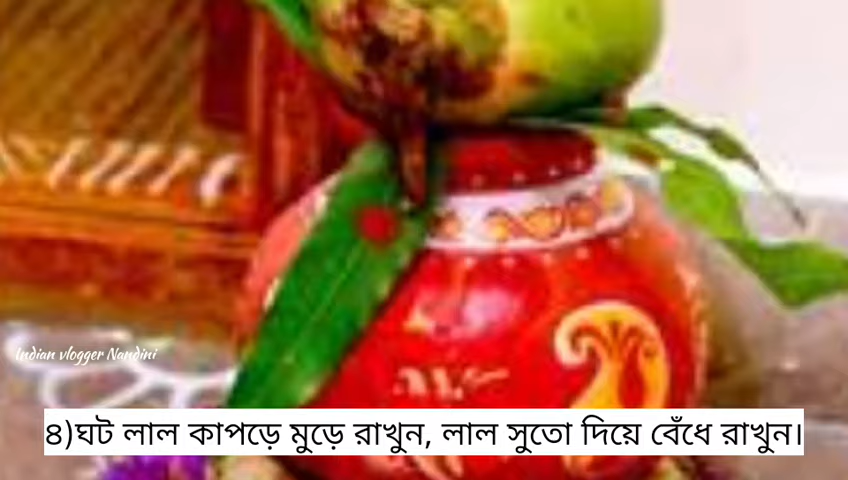 Indian vlogger Nandini
৪)ঘট লাল কাপড়ে মুড়ে রাখুন, লাল সুতো দিয়ে বেঁধে রাখুন।